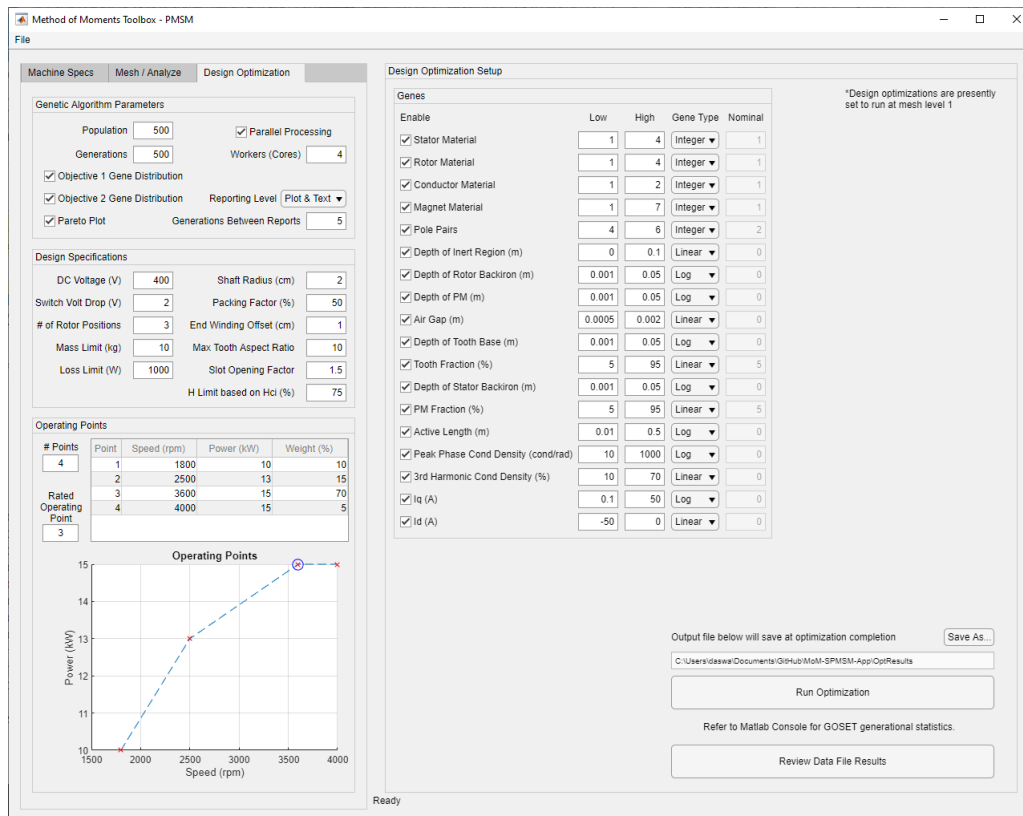 Method of Moments Toolbox - PMSM
File
Machine Specs Mesh / Analyze Design Optimization
Genetic Algorithm Parameters
Population 500 Parallel Processing
Generations 500 Workers (Cores) 4
Objective 1 Gene Distribution
Objective 2 Gene Distribution Reporting Level Plot & Text
Pareto Plot Generations Between Reports 5
Design Specifications
DC Voltage (V) 400 Shaft Radius (cm) 2
Switch Volt Drop (V) 2 Packing Factor (%) 50
# of Rotor Positions 3 End Winding Offset (cm) 1
Mass Limit (kg) 10 Max Tooth Aspect Ratio 10
Loss Limit (W) 1000 Slot Opening Factor 1.5
H Limit based on Hci (%) 75
Operating Points
# Points
4
Rated
Operating
Point
3
Point Speed (rpm) Power (kW) Weight (%)
1 1800 10 10
2 2500 13 15
3 3600 15 70
4 4000 15 5
Operating Points
15
14
13
12
11
10
Power (kW)
1500 2000 2500 3000 3500 4000
Speed (rpm)
Design Optimization Setup
*Design optimizations are presently
set to run at mesh level 1
Genes
Enable Low High Gene Type Nominal
Stator Material 1 4 Integer 1
Rotor Material 1 4 Integer 1
Conductor Material 1 2 Integer 1
Magnet Material 1 7 Integer 1
Pole Pairs 4 6 Integer 2
Depth of Inert Region (m) 0 0.1 Linear 0
Depth of Rotor Backiron (m) 0.001 0.05 Log 0
Depth of PM (m) 0.001 0.05 Log 0
Air Gap (m) 0.0005 0.002 Linear 0
Depth of Tooth Base (m) 0.001 0.05 Log 0
Tooth Fraction (%) 5 95 Linear 5
Depth of Stator Backiron (m) 0.001 0.05 Log 0
PM Fraction (%) 5 95 Linear 5
Active Length (m) 0.01 0.5 Log 0
Peak Phase Cond Density (cond/rad) 10 1000 Log 0
3rd Harmonic Cond Density (%) 10 70 Linear 0
Iq (A) 0.1 50 Log 0
Id (A) -50 0 Linear 0
Output file below will save at optimization completion Save As...
C:\Users\daswa\Documents\GitHub\MoM-SPMSM-App\OptResults
Run Optimization
Refer to Matlab Console for GOSET generational statistics.
Review Data File Results
Ready